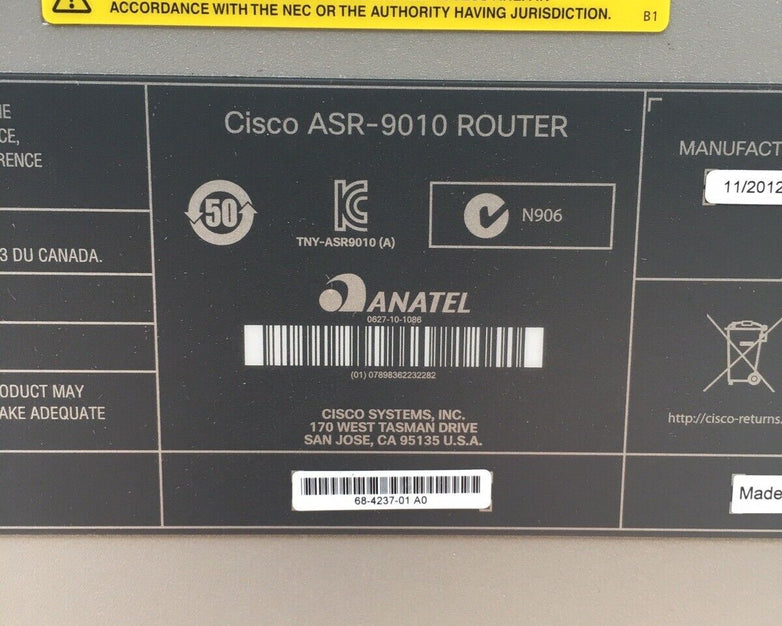 ACCORDANCE WITH THE NEC OR THE AUTHORITY HAVING JURISDICTION.
B1
CE,
RENCE
3 DU CANADA.
ODUCT MAY
AKE ADEQUATE
Cisco ASR-9010 ROUTER
50
TNY-ASR9010 (A)
N906
ANATEL
0627-10-1086
(01) 07898362232282
CISCO SYSTEMS, INC.
170 WEST TASMAN DRIVE
SAN JOSE, CA 95135 U.S.A.
68-4237-01 A0
MANUFACT
11/2012
http://cisco-returns.
Made